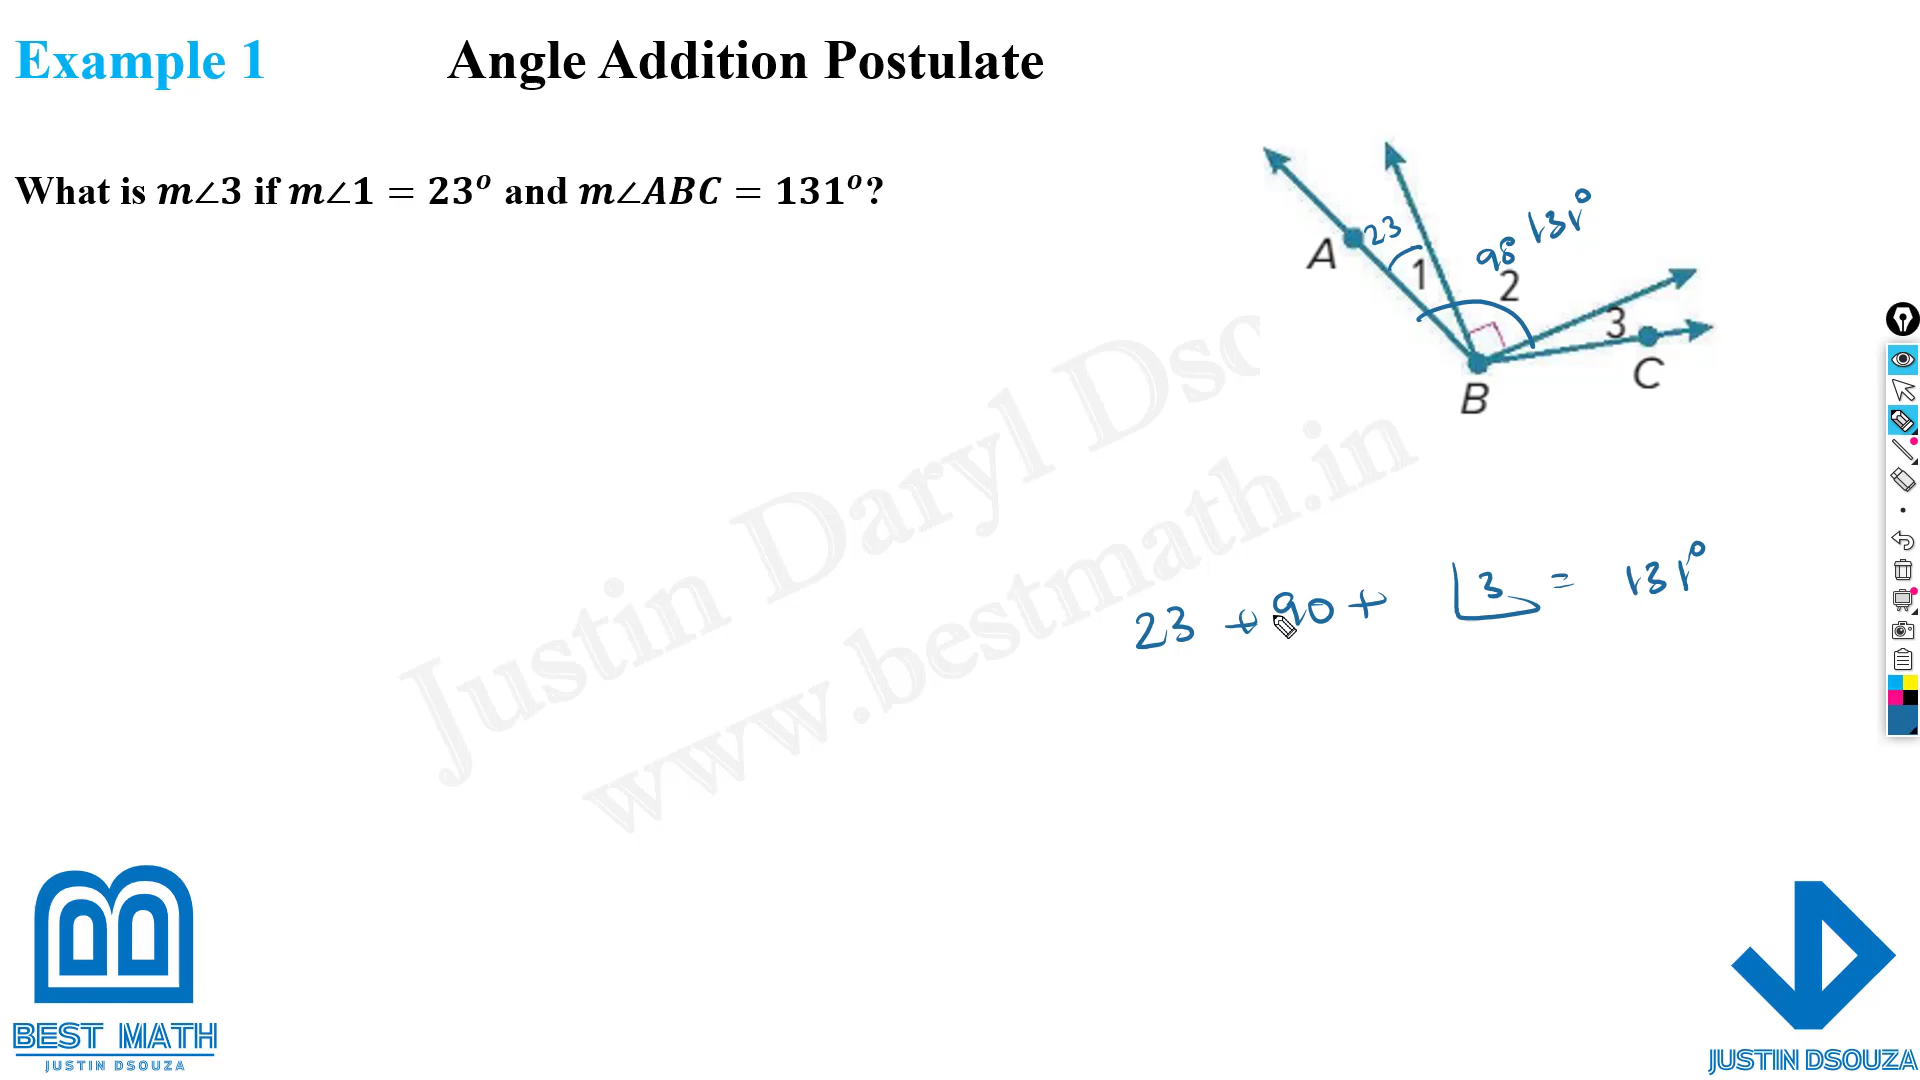 Example 1
Angle Addition Postulate
What is m∠3 if m∠1 = 23° and m∠ABC = 131°?
23
98
131°
A
1
2
3
B
C
Justin Daryl Dso
www.bestmath.in
23 + 90 + ∠3 = 131°
BEST MATH
JUSTIN DSOUZA
JUSTIN DSOUZA